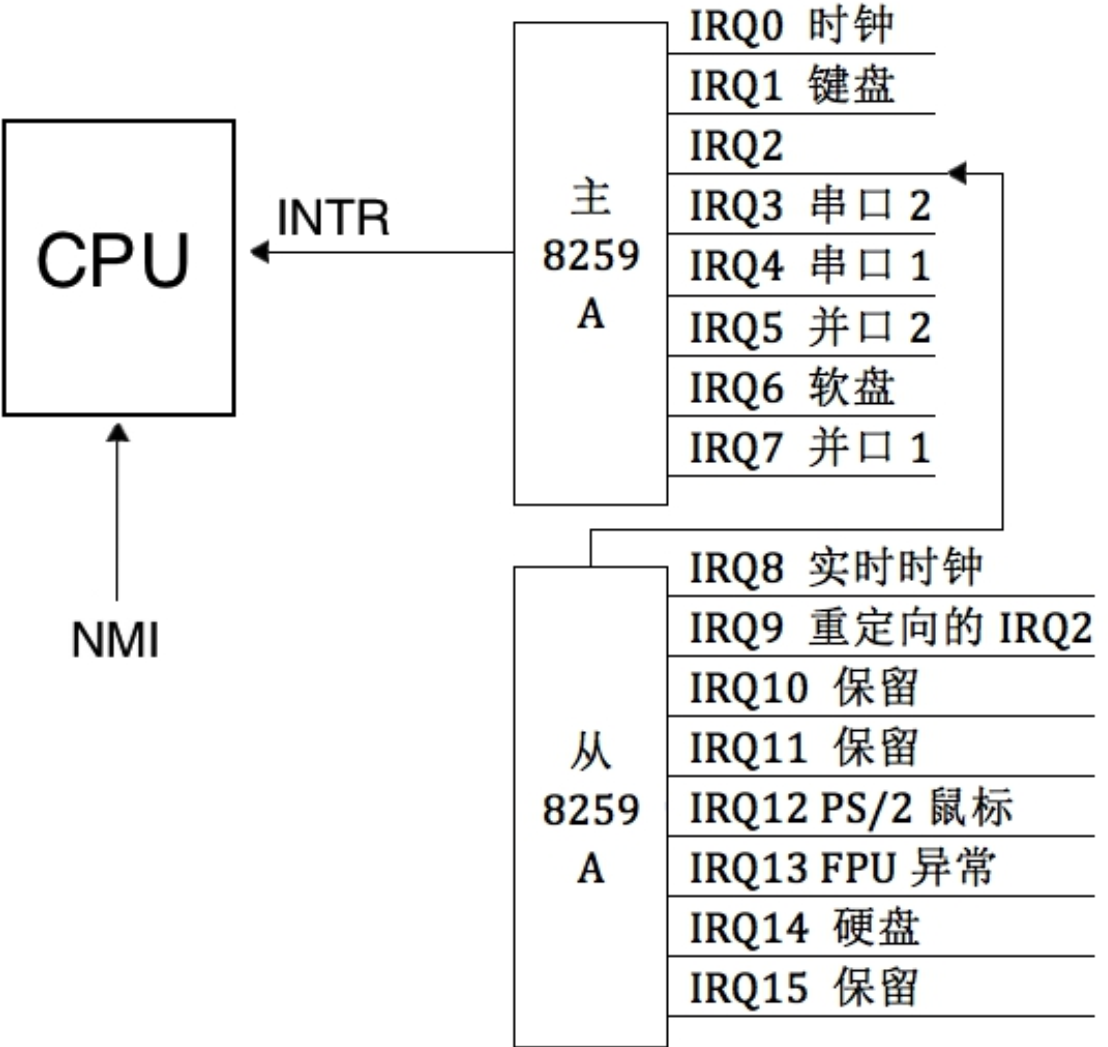 CPU
INTR
NMI
主
8259
A
IRQ0 时钟
IRQ1 键盘
IRQ2
IRQ3 串口 2
IRQ4 串口 1
IRQ5 并口 2
IRQ6 软盘
IRQ7 并口 1
从
8259
A
IRQ8 实时时钟
IRQ9 重定向的 IRQ2
IRQ10 保留
IRQ11 保留
IRQ12 PS/2 鼠标
IRQ13 FPU 异常
IRQ14 硬盘
IRQ15 保留